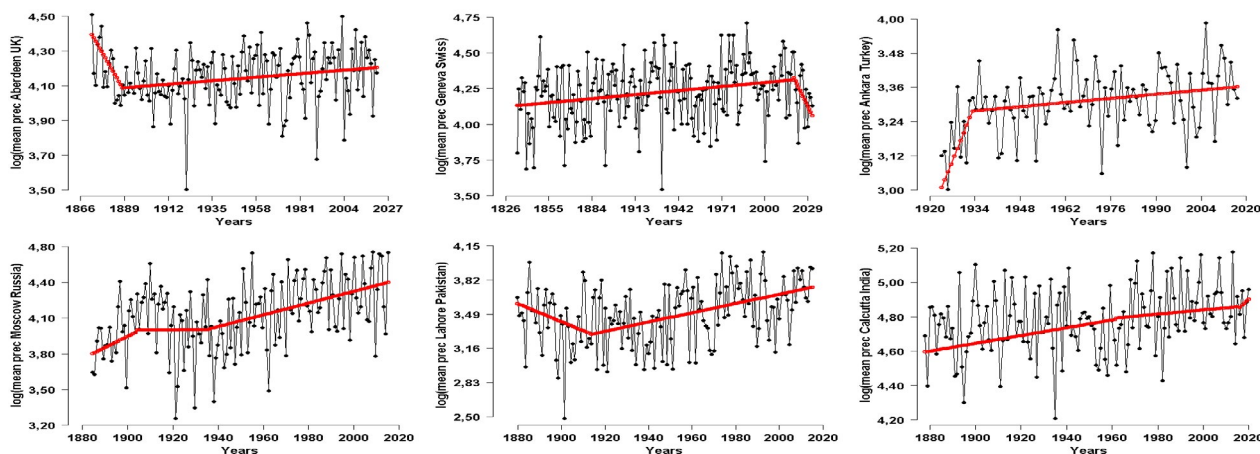 log(mean prec Aberdeen UK)
4,50
4,30
4,10
3,90
3,70
3,50
1866 1889 1912 1935 1958 1981 2004 2027
Years
log(mean prec Geneva Swiss)
4.75
4.50
4.25
4.00
3.75
3.50
1826 1855 1884 1913 1942 1971 2000 2029
Years
log(mean prec Ankara Turkey)
4,00
3,48
3,36
3,24
3,12
3,00
1920 1934 1948 1962 1976 1990 2004 2020
Years
log(mean prec Moscow Russia)
4,80
4,40
4,00
3,80
3,50
3,20
1880 1900 1920 1940 1960 1980 2000 2020
Years
log(mean prec Lahore Pakistan)
4,15
3,82
3,49
3,16
2,83
2,50
1880 1900 1920 1940 1960 1980 2000 2020
Years
log(mean prec Calcutta India)
5,20
5,00
4,80
4,60
4,40
4,20
1880 1900 1920 1940 1960 1980 2000 2020
Years